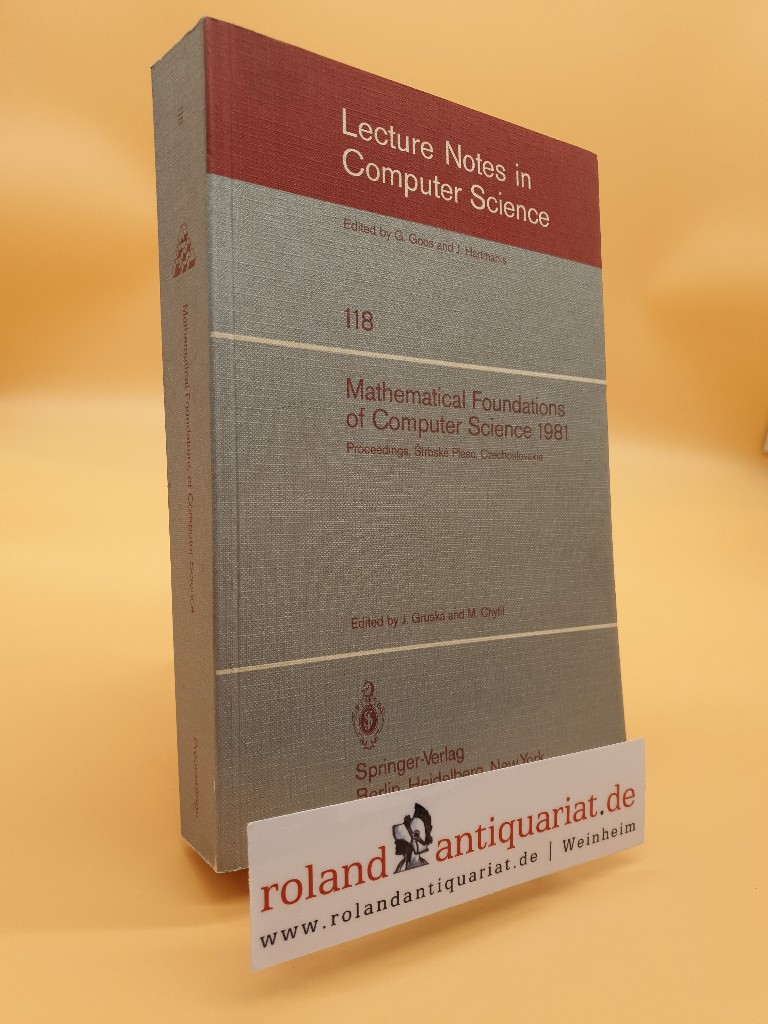 Lecture Notes in
Computer Science
Edited by G. Goos and J. Hartmanis
118
Mathematical Foundations
of Computer Science 1981
Proceedings, Štrbské Pleso, Czechoslovakia
Edited by J. Gruska and M. Chytil
Springer-Verlag
Berlin Heidelberg New York
Mathematical Foundations of Computer Science
Proceedings
roland antiquariat.de
www.rolandantiquariat.de | Weinheim